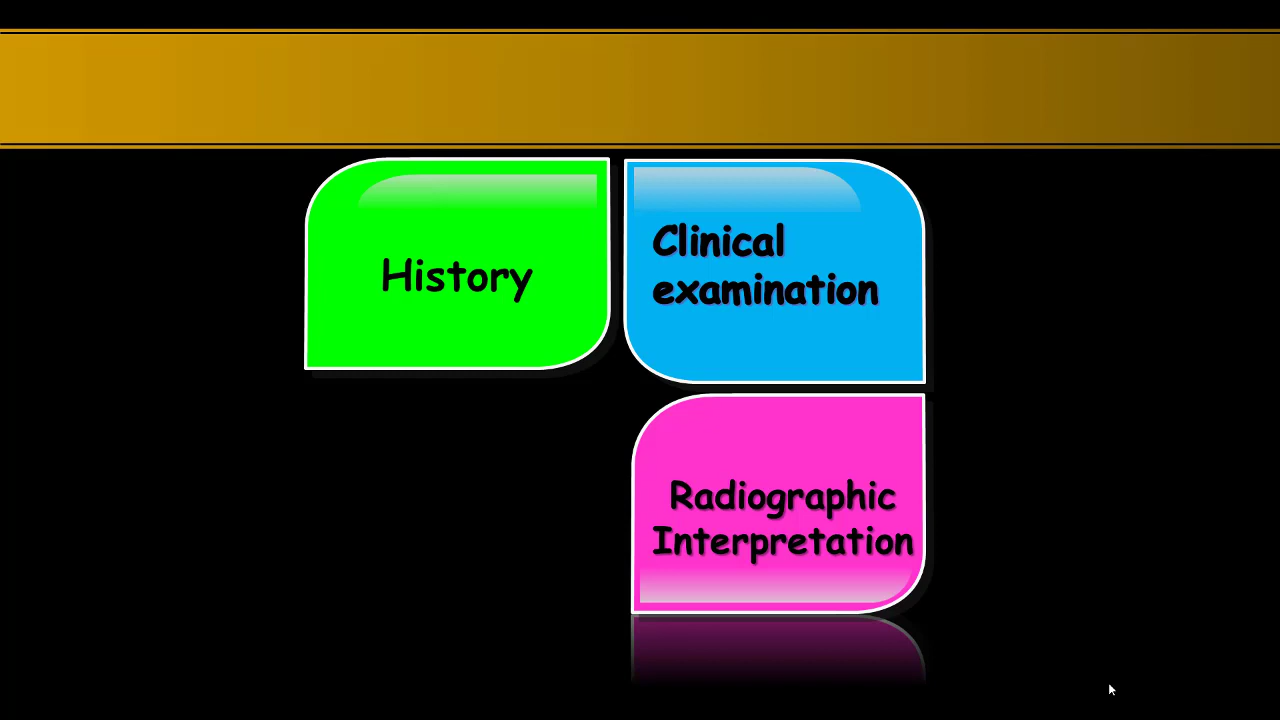 History
Clinical
examination
Radiographic
Interpretation